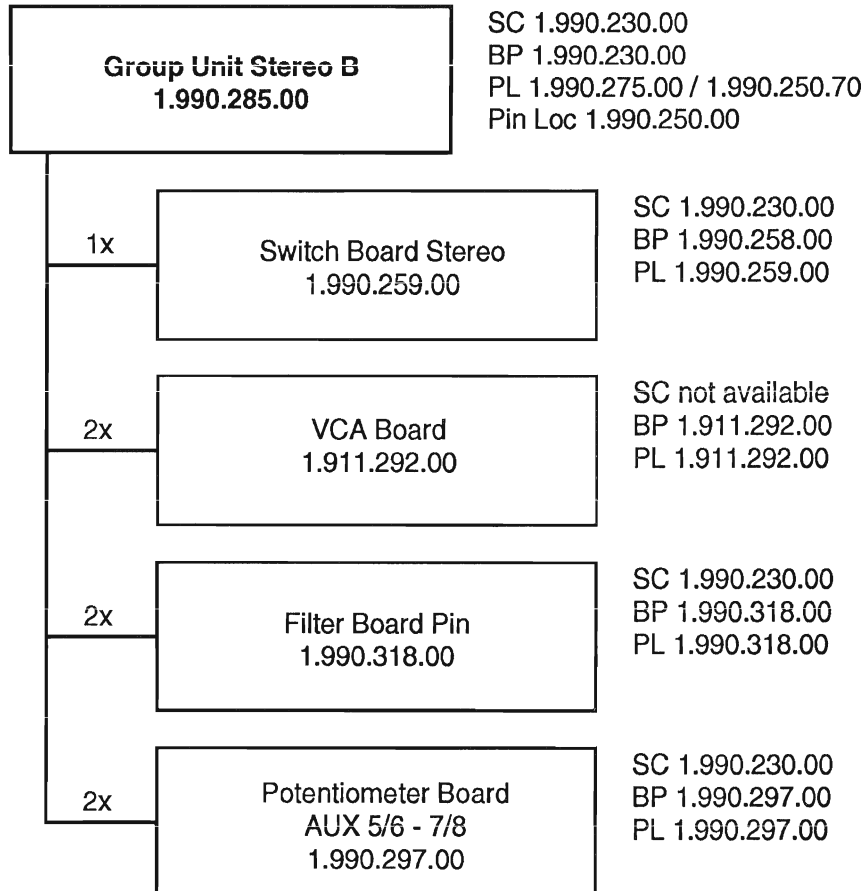 Group Unit Stereo B
1.990.285.00
SC 1.990.230.00
BP 1.990.230.00
PL 1.990.275.00 / 1.990.250.70
Pin Loc 1.990.250.00
1x
Switch Board Stereo
1.990.259.00
SC 1.990.230.00
BP 1.990.258.00
PL 1.990.259.00
2x
VCA Board
1.911.292.00
SC not available
BP 1.911.292.00
PL 1.911.292.00
2x
Filter Board Pin
1.990.318.00
SC 1.990.230.00
BP 1.990.318.00
PL 1.990.318.00
2x
Potentiometer Board
AUX 5/6 - 7/8
1.990.297.00
SC 1.990.230.00
BP 1.990.297.00
PL 1.990.297.00